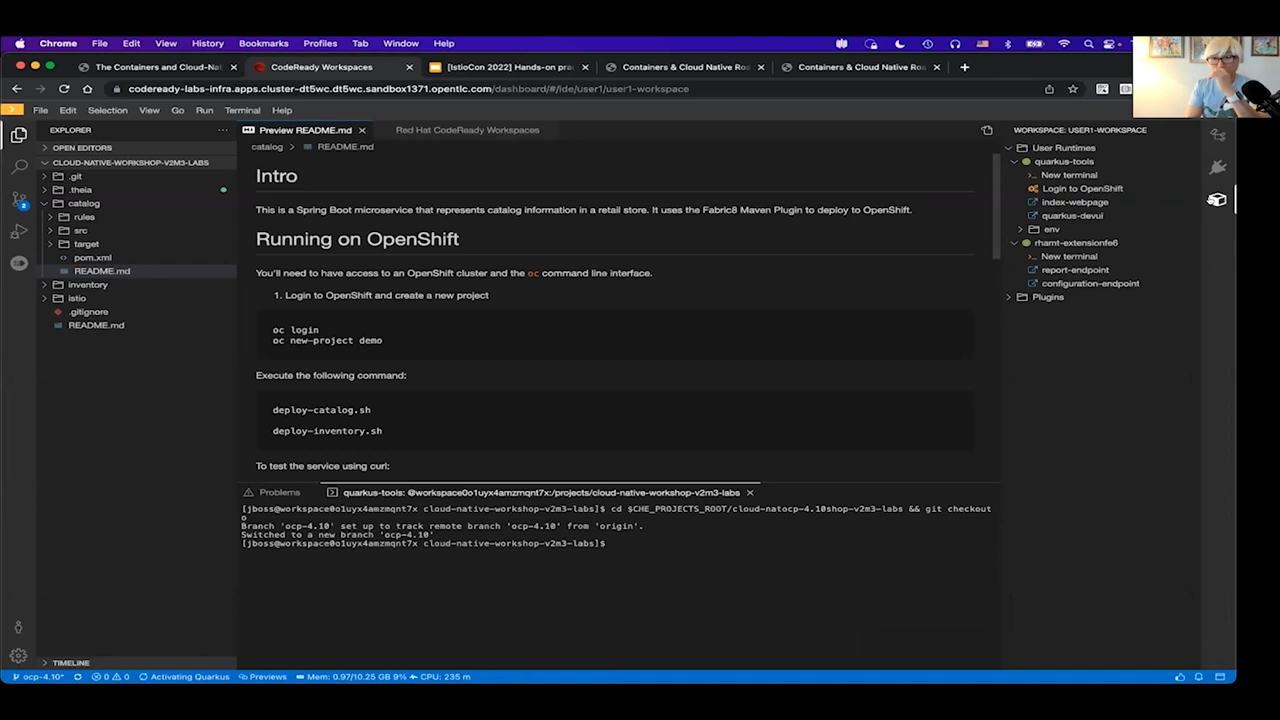 Chrome File Edit View History Bookmarks Profiles Tab Window Help
The Containers and Cloud-Nat
CodeReady Workspaces
[IstioCon 2022] Hands-on prac
Containers & Cloud Native Roa
Containers & Cloud Native Roa
codeready-labs-infra.apps.cluster-dt5wc.dt5wc.sandbox1371.opentlc.com/dashboard/#/ide/user1/user1-workspace
File Edit Selection View Go Run Terminal Help
EXPLORER
OPEN EDITORS
CLOUD-NATIVE-WORKSHOP-V2M3-LABS
.git
.theia
catalog
rules
src
target
pom.xml
README.md
inventory
istio
.gitignore
README.md
TIMELINE
Preview README.md
Red Hat CodeReady Workspaces
catalog > README.md
Intro
This is a Spring Boot microservice that represents catalog information in a retail store. It uses the Fabric8 Maven Plugin to deploy to OpenShift.
Running on OpenShift
You'll need to have access to an OpenShift cluster and the oc command line interface.
1. Login to OpenShift and create a new project
oc login
oc new-project demo
Execute the following command:
deploy-catalog.sh
deploy-inventory.sh
To test the service using curl:
Problems
quarkus-tools: @workspace0o1uyx4amzmqnt7x:/projects/cloud-native-workshop-v2m3-labs
[jboss@workspace0o1uyx4amzmqnt7x cloud-native-workshop-v2m3-labs]$ cd $CHE_PROJECTS_ROOT/cloud-natocp-4.10shop-v2m3-labs && git checkout
o
Branch 'ocp-4.10' set up to track remote branch 'ocp-4.10' from 'origin'.
Switched to a new branch 'ocp-4.10'
[jboss@workspace0o1uyx4amzmqnt7x cloud-native-workshop-v2m3-labs]$
WORKSPACE: USER1-WORKSPACE
User Runtimes
quarkus-tools
New terminal
Login to OpenShift
index-webpage
quarkus-devui
env
rhamt-extensionfe6
New terminal
report-endpoint
configuration-endpoint
Plugins
2
ocp-4.10* 0 0 Activating Quarkus Previews Mem: 0.97/10.25 GB 9% CPU: 235 m